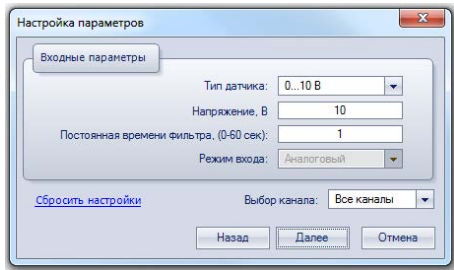 Настройка параметров
Входные параметры
Тип датчика: 0...10 В
Напряжение, В 10
Постоянная времени фильтра, (0-60 сек): 1
Режим входа: Аналоговый
Сбросить настройки Выбор канала: Все каналы
Назад Далее Отмена